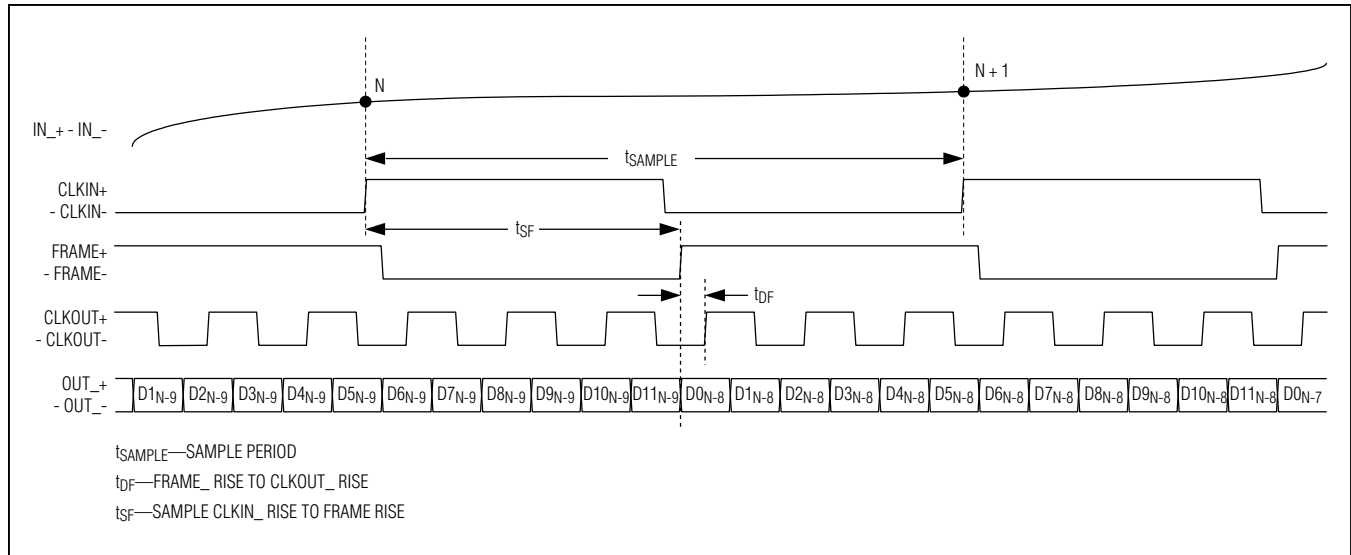 N
N + 1
IN_+ - IN_-
tSAMPLE
CLKIN+
- CLKIN-
tSF
FRAME+
- FRAME-
tDF
CLKOUT+
- CLKOUT-
OUT_+
- OUT_-
D1N-9 D2N-9 D3N-9 D4N-9 D5N-9 D6N-9 D7N-9 D8N-9 D9N-9 D10N-9 D11N-9 D0N-8 D1N-8 D2N-8 D3N-8 D4N-8 D5N-8 D6N-8 D7N-8 D8N-8 D9N-8 D10N-8 D11N-8 D0N-7
tSAMPLE—SAMPLE PERIOD
tDF—FRAME_ RISE TO CLKOUT_ RISE
tSF—SAMPLE CLKIN_ RISE TO FRAME RISE